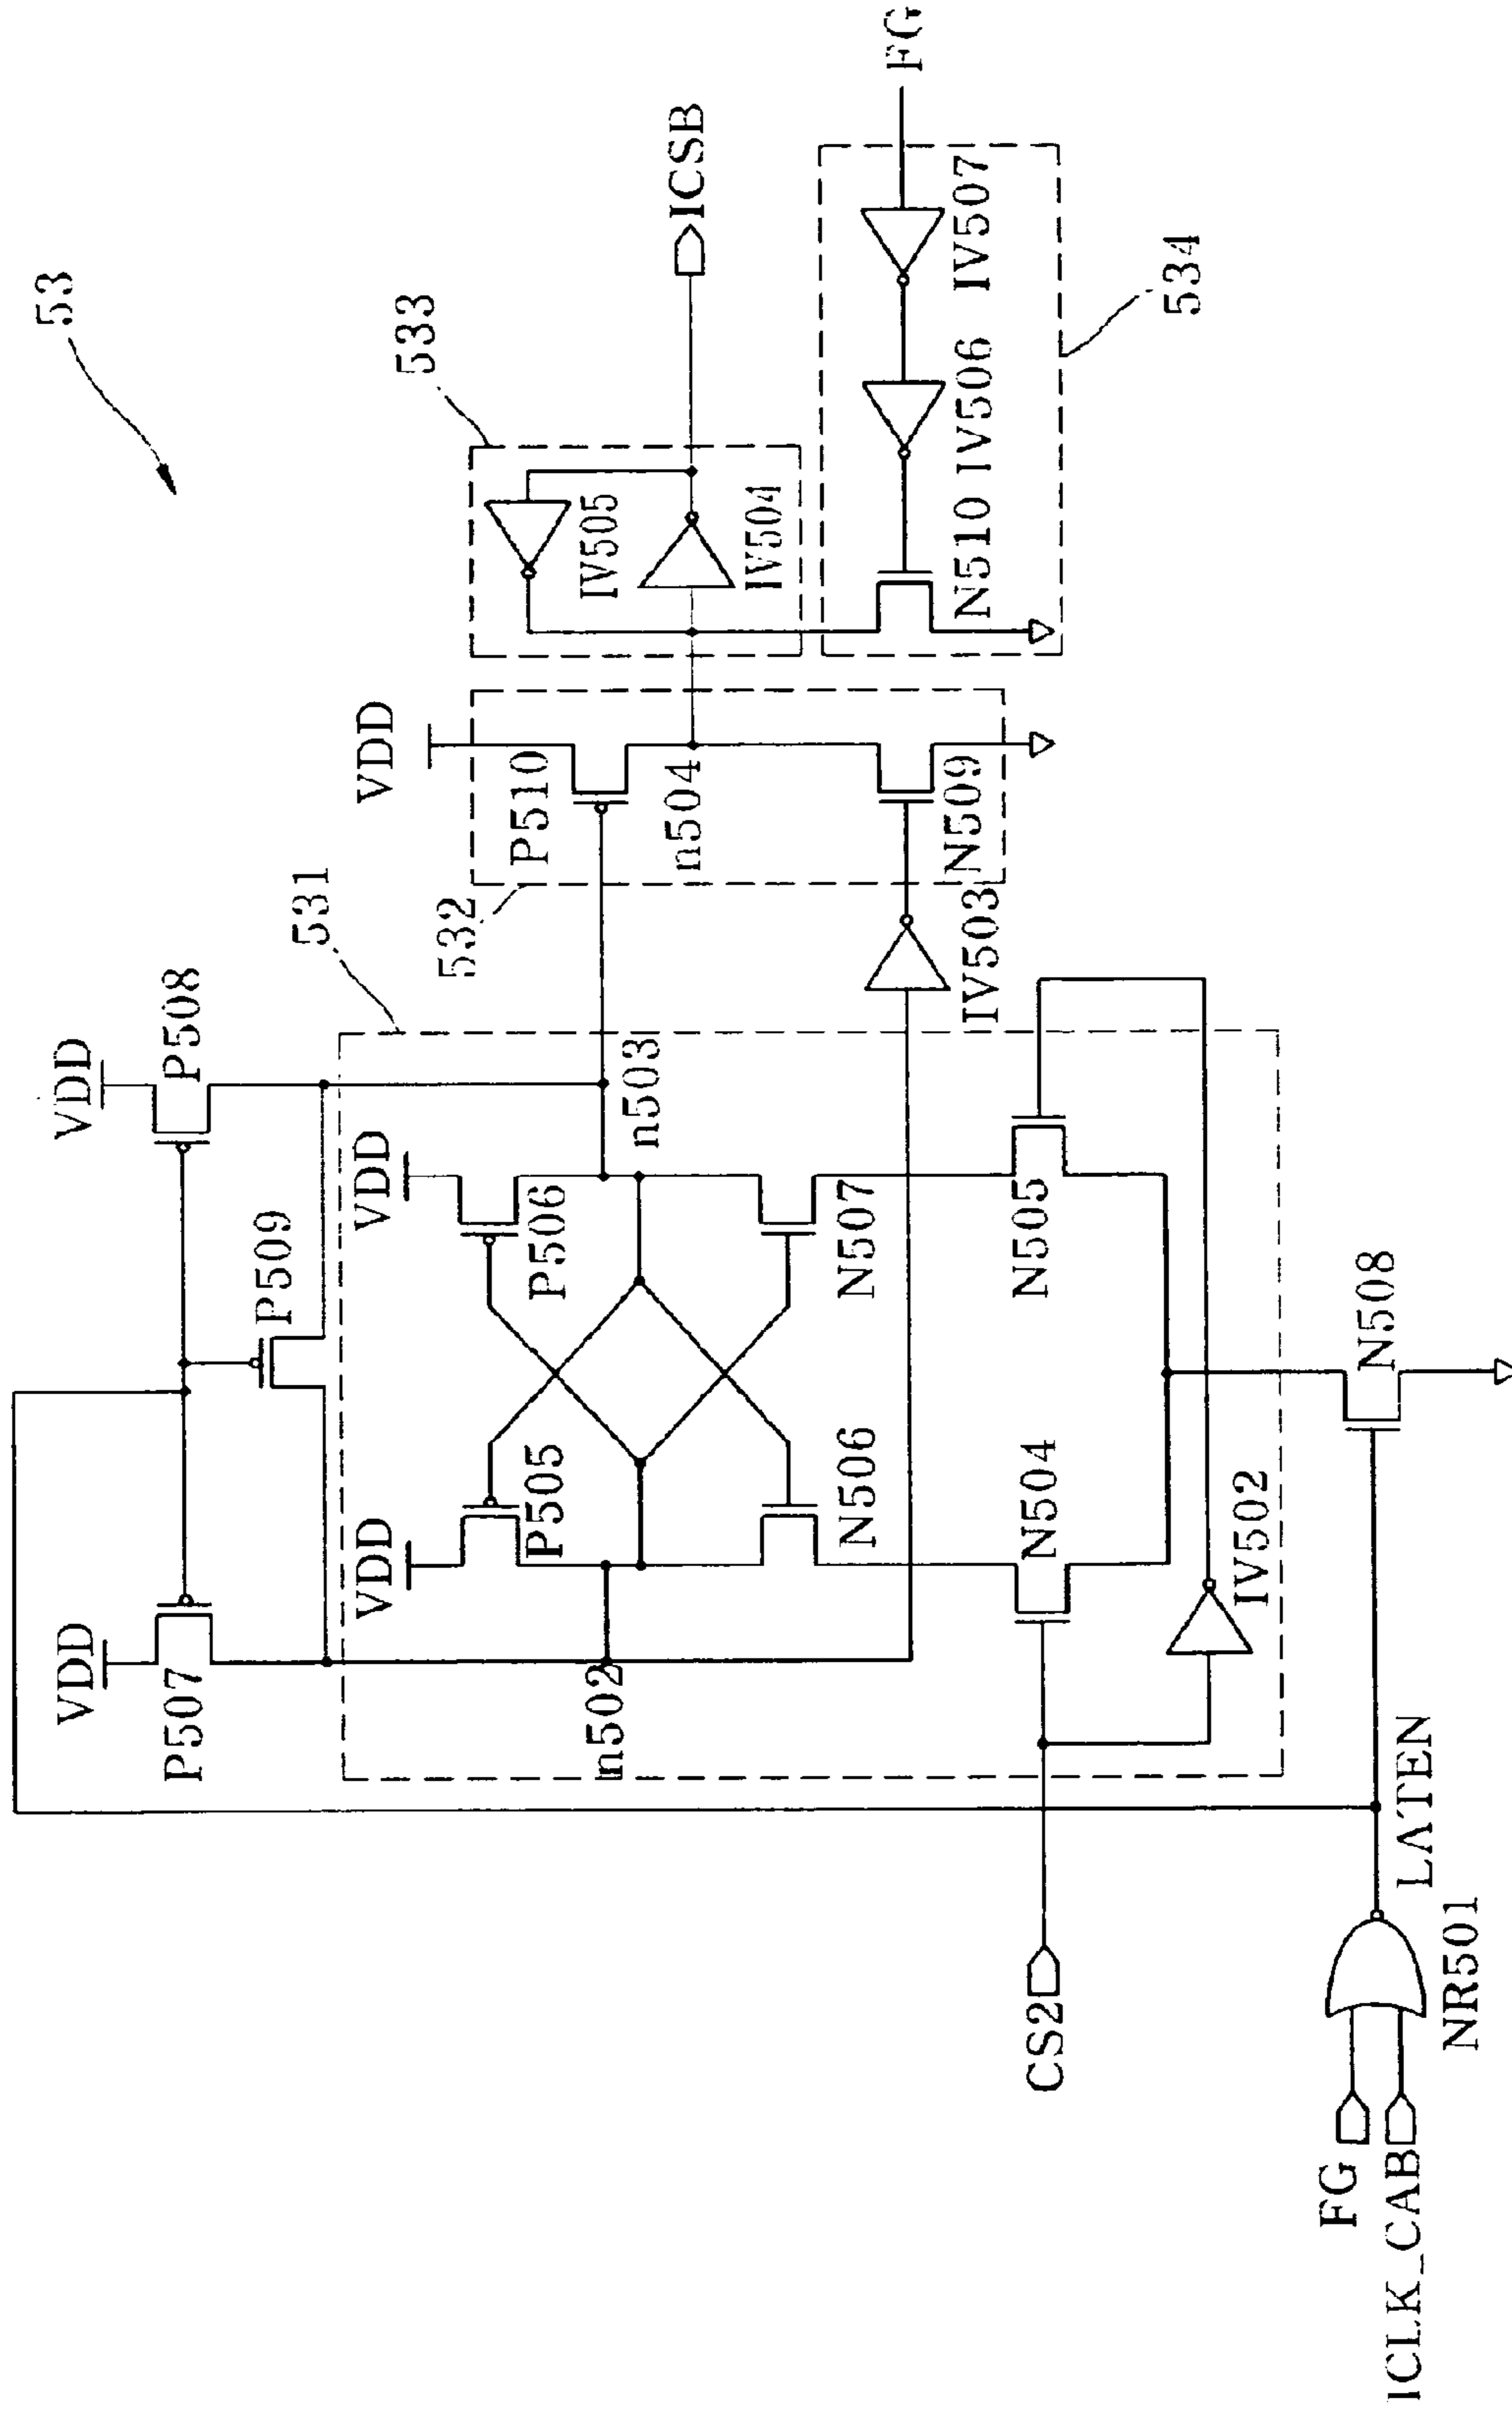 53
533
ICSB
FG
IV505
IV504
534
N510
IV506
IV507
VDD
P510
n504
N509
532
IV503
531
VDD
P508
n503
VDD
P509
P506
N507
N505
VDD
P505
N506
N504
IV502
N508
VDD
P507
n502
LATEN
CS2
NR501
FG
ICLK_CAB